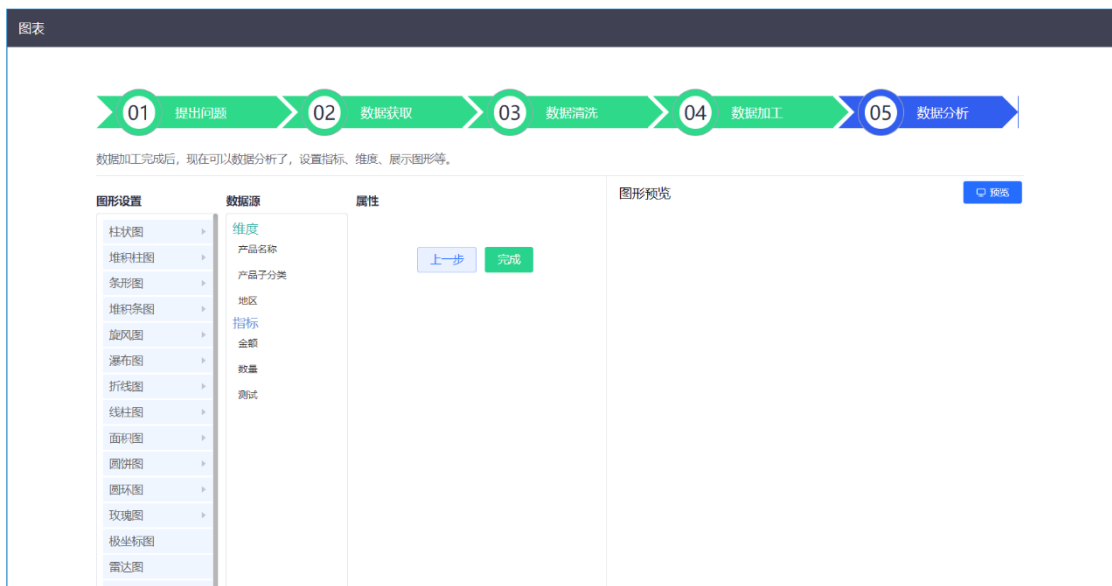 图表
01 提出问题 02 数据获取 03 数据清洗 04 数据加工 05 数据分析
数据加工完成后，现在可以数据分析了，设置指标、维度、展示图形等。
图形设置
柱状图
堆积柱图
条形图
堆积条图
旋风图
瀑布图
折线图
线柱图
面积图
圆饼图
圆环图
玫瑰图
极坐标图
雷达图
数据源
维度
产品名称
产品子分类
地区
指标
金额
数量
测试
属性
上一步 完成
图形预览
预览